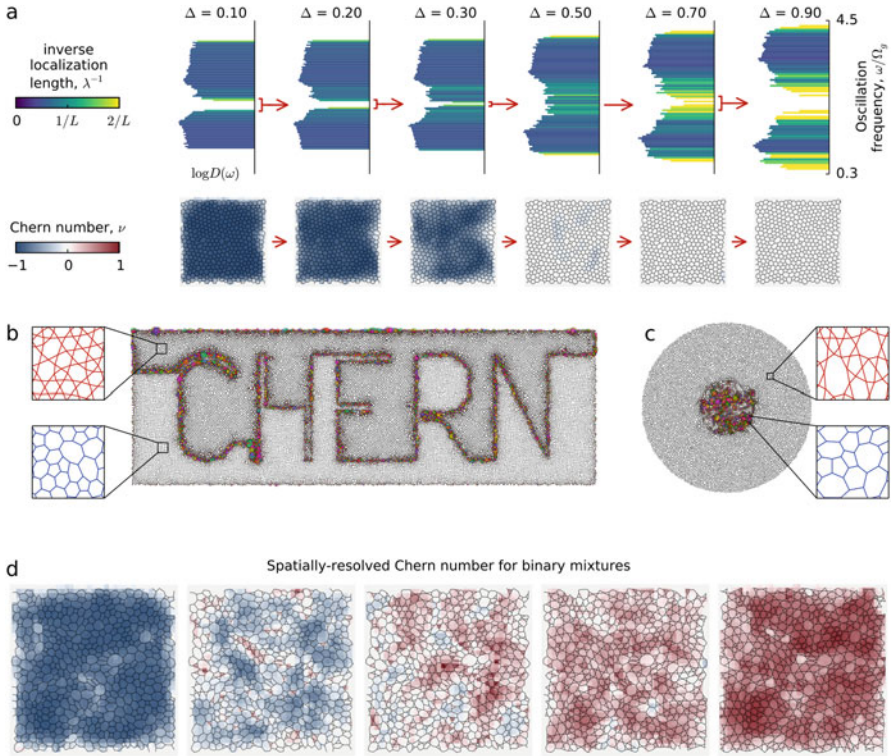 a
Δ = 0.10 Δ = 0.20 Δ = 0.30 Δ = 0.50 Δ = 0.70 Δ = 0.90
inverse
localization
length, λ⁻¹
0 1/L 2/L
4.5
Oscillation
frequency, ω/Ω_g
0.3
log D(ω)
Chern number, ν
−1 0 1
b
CHERN
c
d
Spatially-resolved Chern number for binary mixtures